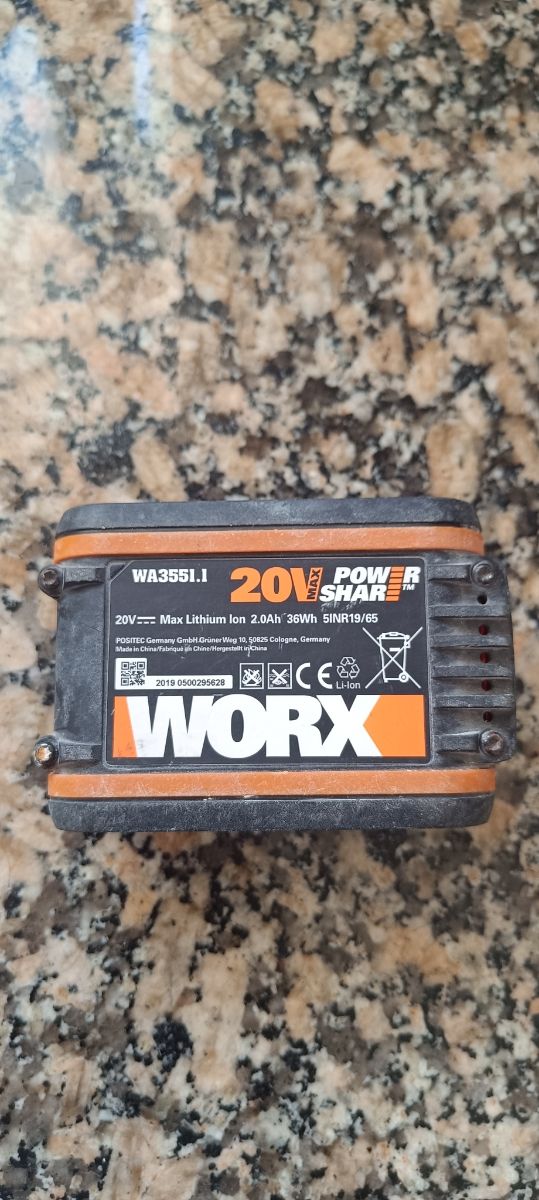 WA3551.1
20V MAX POWER SHARE™
20V⎓ Max Lithium Ion 2.0Ah 36Wh 5INR19/65
POSITEC Germany GmbH.Grüner Weg 10, 50825 Cologne, Germany
Made in China/Fabriqué en Chine/Hergestellt in China
2019 0500295628
CE
Li-Ion
WORX